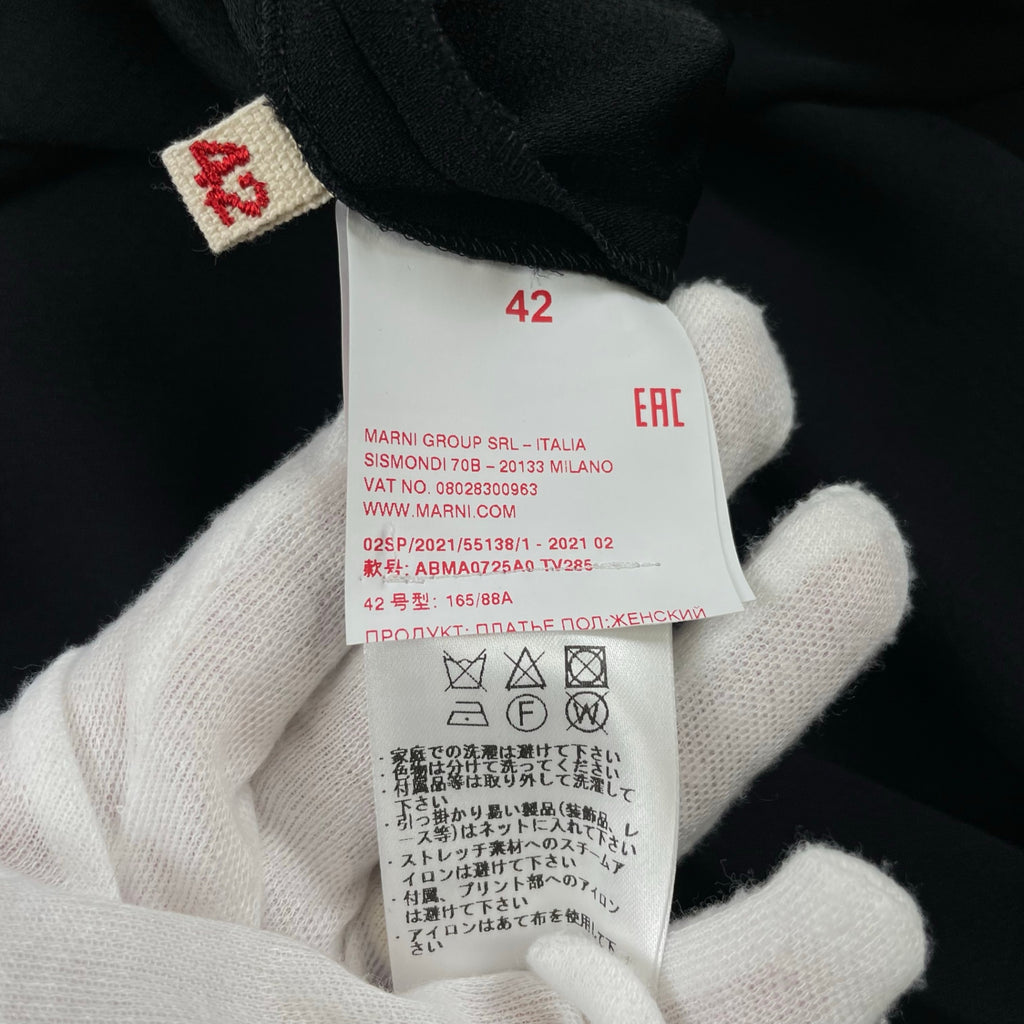 42
42
EAC
MARNI GROUP SRL – ITALIA
SISMONDI 70B – 20133 MILANO
VAT NO. 08028300963
WWW.MARNI.COM
02SP/2021/55138/1 - 2021 02
款号: ABMA0725A0 TV285
42 号型: 165/88A
ПРОДУКТ: ПЛАТЬЕ ПОЛ:ЖЕНСКИЙ
F
W
・家庭での洗濯は避けて下さい
・色物は分けて洗ってください
・付属品等は取り外して洗濯して
下さい
・引っ掛かり易い製品(装飾品、レ
ース等)はネットに入れて下さい
・ストレッチ素材へのスチームア
イロンは避けて下さい
・付属、プリント部へのアイロン
は避けて下さい
・アイロンはあて布を使用して下
さい